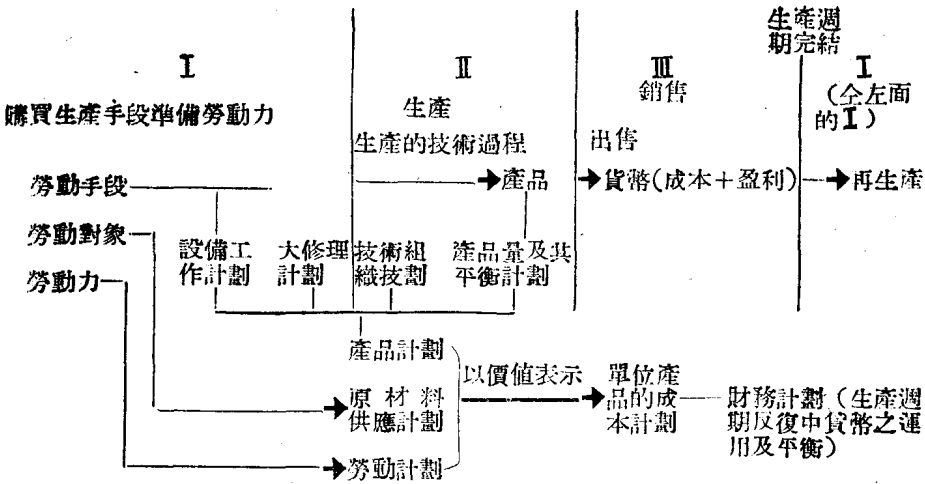 生產週
期完結
I
II
III
I
購買生產手段準備勞動力
生產
銷售
(仝左面
的I)
生產的技術過程
出售
勞動手段
產品
貨幣(成本+盈利)
再生產
勞動對象
勞動力
設備工
作計劃
大修理
計劃
技術組
織技劃
產品量及其
平衡計劃
產品計劃
以價值表示
單位產
品的成
本計劃
財務計劃(生產週
期反復中貨幣之運
用及平衡)
原材料
供應計劃
勞動計劃